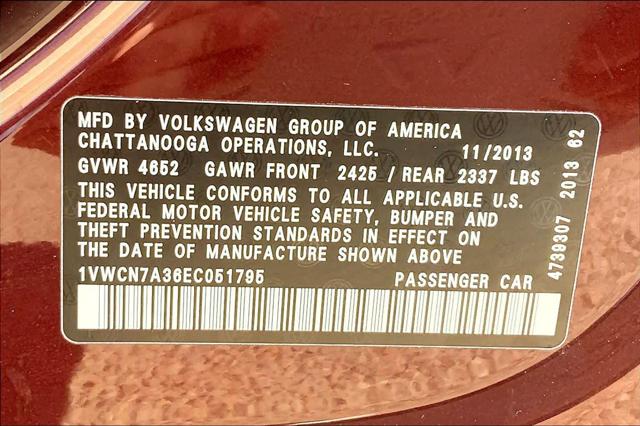 MFD BY VOLKSWAGEN GROUP OF AMERICA
CHATTANOOGA OPERATIONS, LLC. 11/2013
GVWR 4652 GAWR FRONT 2425 / REAR 2337 LBS
THIS VEHICLE CONFORMS TO ALL APPLICABLE U.S.
FEDERAL MOTOR VEHICLE SAFETY, BUMPER AND
THEFT PREVENTION STANDARDS IN EFFECT ON
THE DATE OF MANUFACTURE SHOWN ABOVE
1VWCN7A36EC051795 PASSENGER CAR
4739307 2013 62